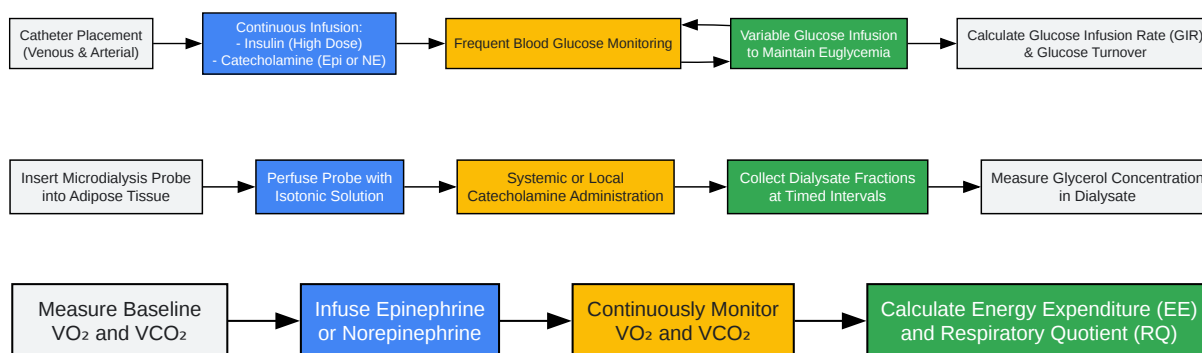 Catheter Placement
(Venous & Arterial)
Continuous Infusion:
- Insulin (High Dose)
- Catecholamine (Epi or NE)
Frequent Blood Glucose Monitoring
Variable Glucose Infusion
to Maintain Euglycemia
Calculate Glucose Infusion Rate (GIR)
& Glucose Turnover
Insert Microdialysis Probe
into Adipose Tissue
Perfuse Probe with
Isotonic Solution
Systemic or Local
Catecholamine Administration
Collect Dialysate Fractions
at Timed Intervals
Measure Glycerol Concentration
in Dialysate
Measure Baseline
VO₂ and VCO₂
Infuse Epinephrine
or Norepinephrine
Continuously Monitor
VO₂ and VCO₂
Calculate Energy Expenditure (EE)
and Respiratory Quotient (RQ)